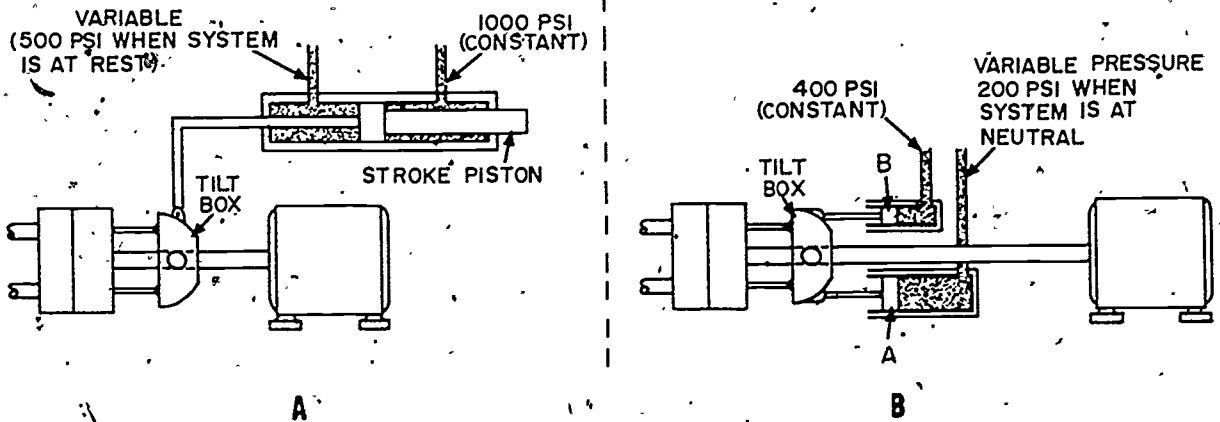 VARIABLE
(500 PSI WHEN SYSTEM
IS AT REST)
1000 PSI
(CONSTANT)
STROKE PISTON
TILT
BOX
A
400 PSI
(CONSTANT)
VARIABLE PRESSURE
200 PSI WHEN
SYSTEM IS AT
NEUTRAL
TILT
BOX
B
A
B